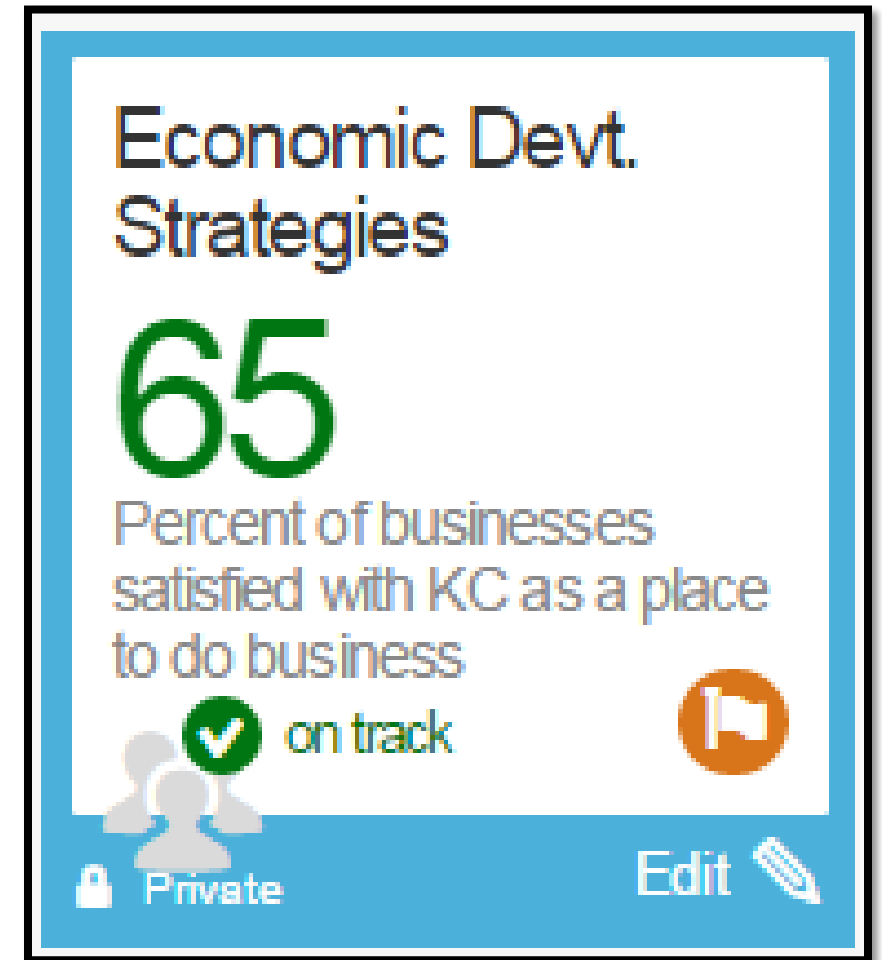 Economic Devt.
Strategies
65
Percent of businesses
satisfied with KC as a place
to do business
on track
Private
Edit